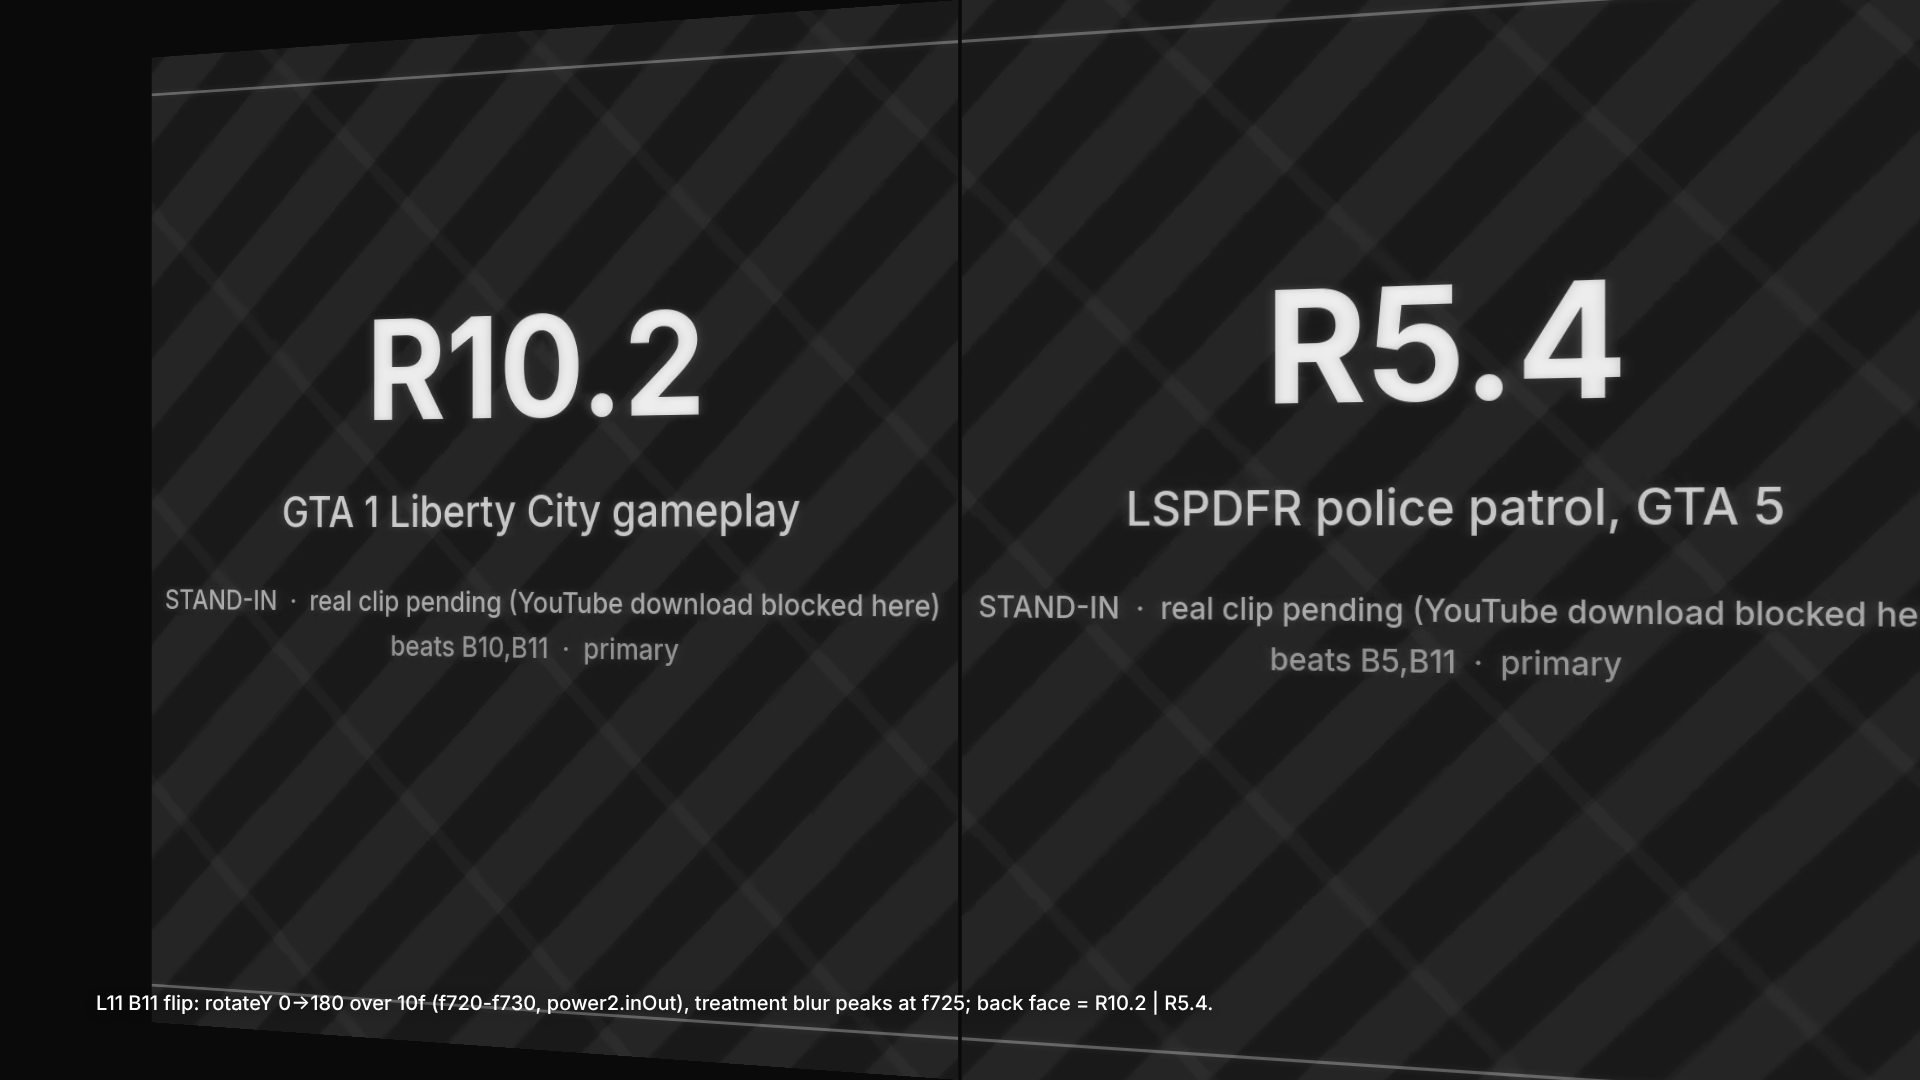 R10.2
GTA 1 Liberty City gameplay
STAND-IN · real clip pending (YouTube download blocked here)
beats B10,B11 · primary
R5.4
LSPDFR police patrol, GTA 5
STAND-IN · real clip pending (YouTube download blocked he
beats B5,B11 · primary
L11 B11 flip: rotateY 0→180 over 10f (f720-f730, power2.inOut), treatment blur peaks at f725; back face = R10.2 | R5.4.